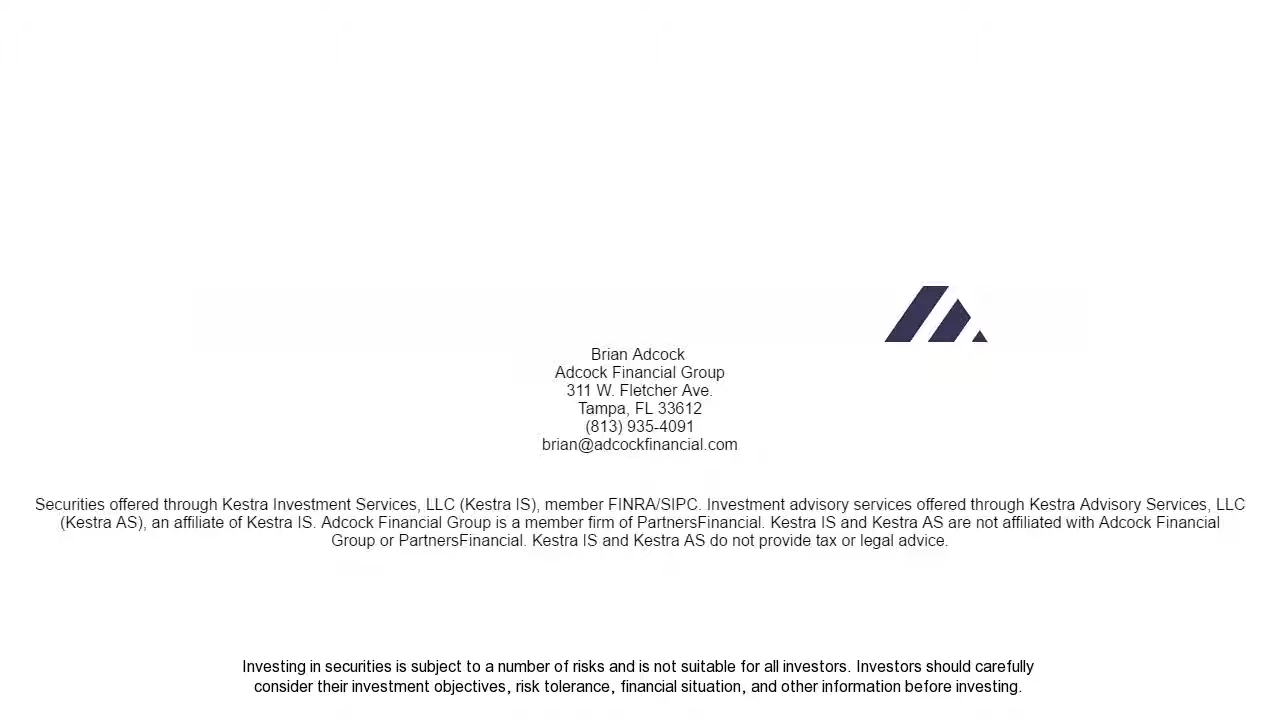 Brian Adcock
Adcock Financial Group
311 W. Fletcher Ave.
Tampa, FL 33612
(813) 935-4091
brian@adcockfinancial.com
Securities offered through Kestra Investment Services, LLC (Kestra IS), member FINRA/SIPC. Investment advisory services offered through Kestra Advisory Services, LLC
(Kestra AS), an affiliate of Kestra IS. Adcock Financial Group is a member firm of PartnersFinancial. Kestra IS and Kestra AS are not affiliated with Adcock Financial
Group or PartnersFinancial. Kestra IS and Kestra AS do not provide tax or legal advice.
Investing in securities is subject to a number of risks and is not suitable for all investors. Investors should carefully
consider their investment objectives, risk tolerance, financial situation, and other information before investing.